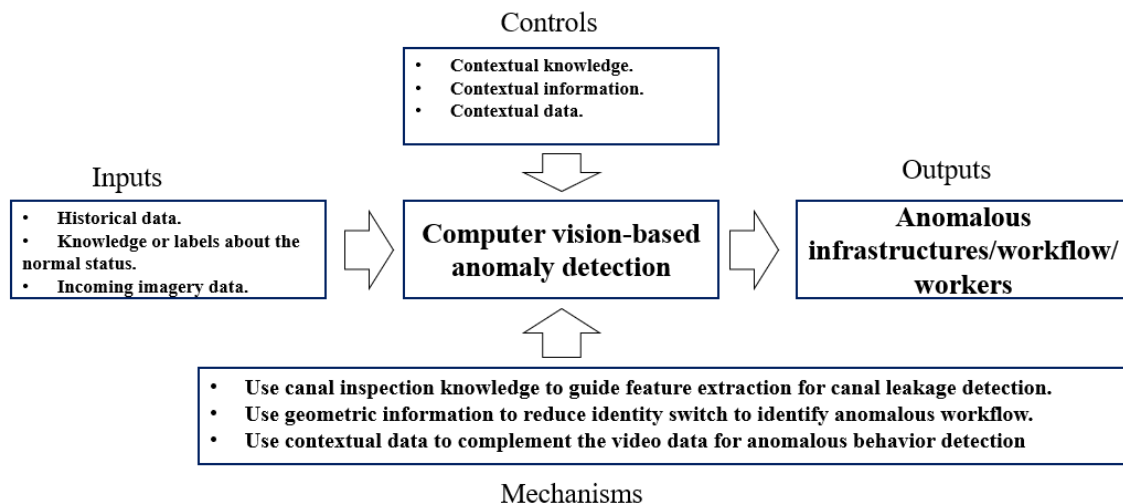 Controls
• Contextual knowledge.
• Contextual information.
• Contextual data.
Inputs
• Historical data.
• Knowledge or labels about the
normal status.
• Incoming imagery data.
Computer vision-based
anomaly detection
Outputs
Anomalous
infrastructures/workflow/
workers
• Use canal inspection knowledge to guide feature extraction for canal leakage detection.
• Use geometric information to reduce identity switch to identify anomalous workflow.
• Use contextual data to complement the video data for anomalous behavior detection
Mechanisms